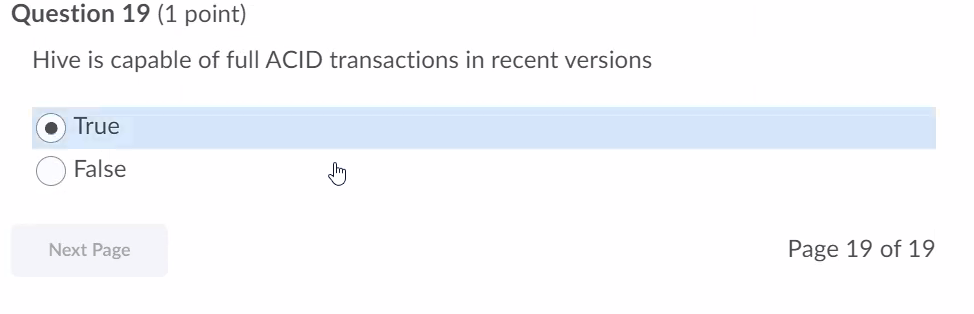 Question 19 (1 point)
Hive is capable of full ACID transactions in recent versions
True
False
Next Page
Page 19 of 19